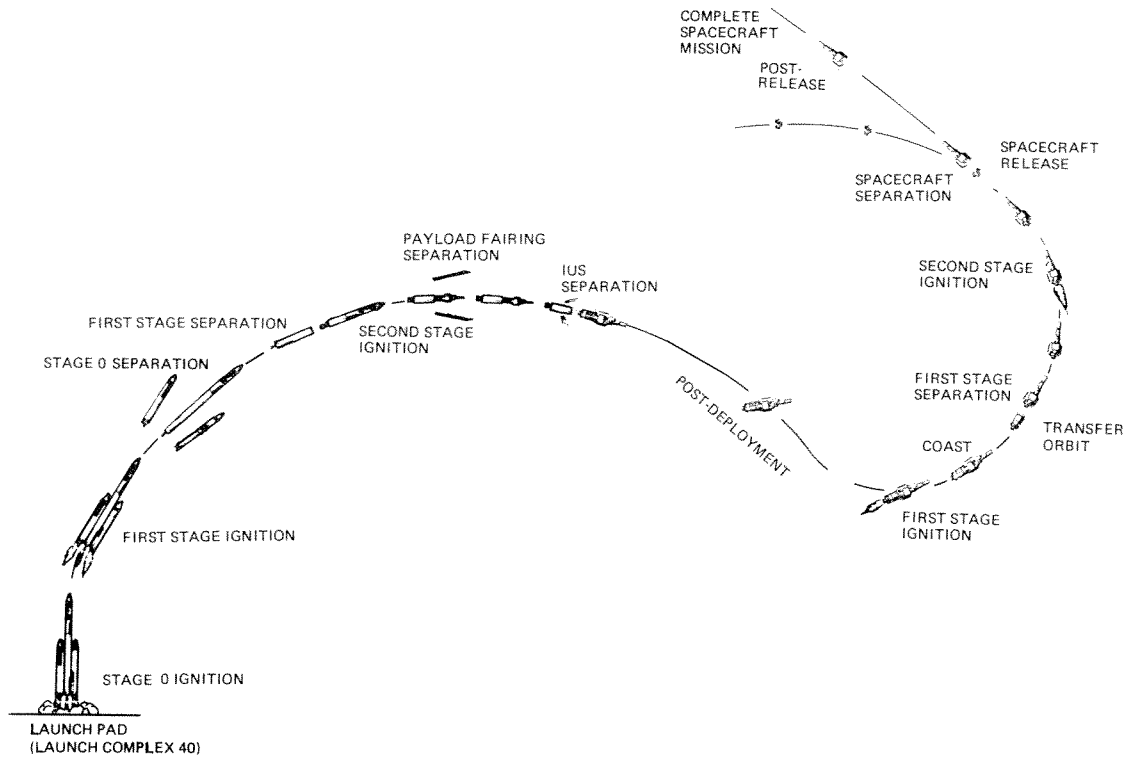 COMPLETE
SPACECRAFT
MISSION
POST-
RELEASE
SPACECRAFT
RELEASE
SPACECRAFT
SEPARATION
PAYLOAD FAIRING
SEPARATION
IUS
SEPARATION
SECOND STAGE
IGNITION
FIRST STAGE SEPARATION
SECOND STAGE
IGNITION
STAGE 0 SEPARATION
POST-DEPLOYMENT
FIRST STAGE
SEPARATION
TRANSFER
ORBIT
COAST
FIRST STAGE
IGNITION
FIRST STAGE IGNITION
STAGE 0 IGNITION
LAUNCH PAD
(LAUNCH COMPLEX 40)